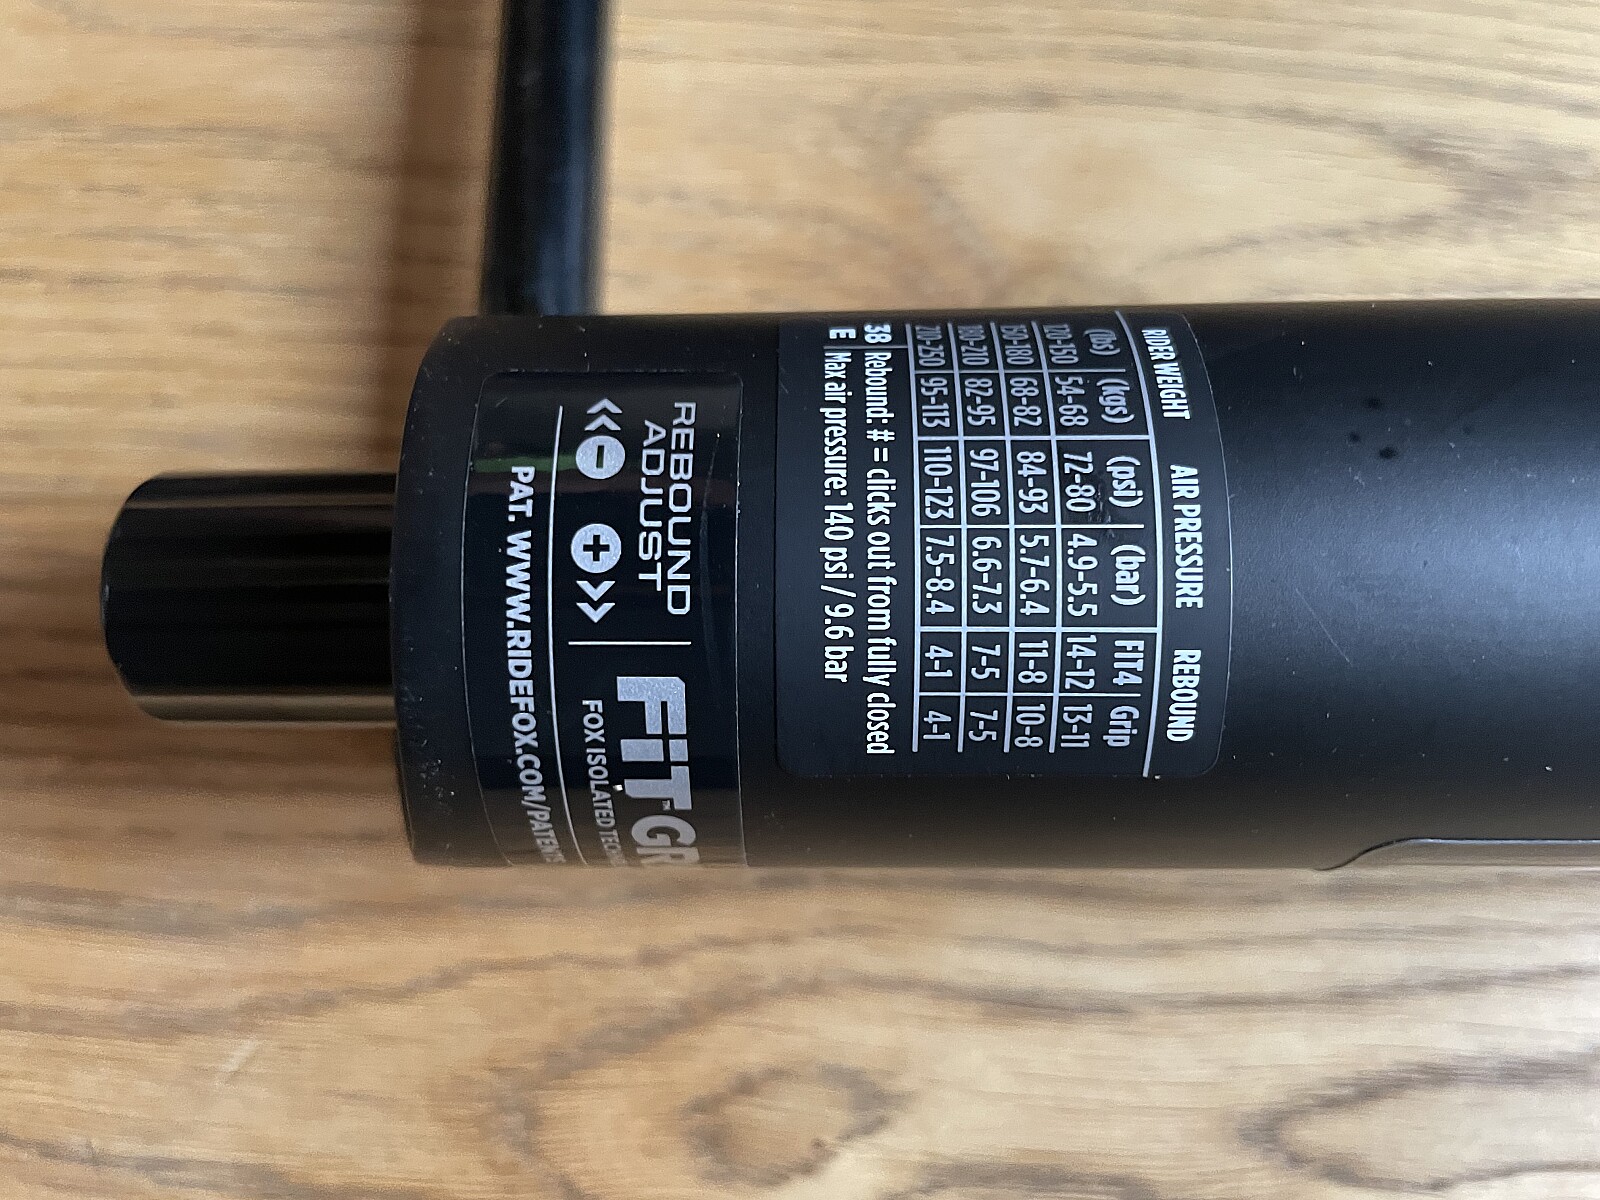 RIDER WEIGHT AIR PRESSURE REBOUND
(lbs) (kgs) (psi) (bar) FIT4 Grip
120-150 54-68 72-80 4.9-5.5 14-12 13-11
150-180 68-82 84-93 5.7-6.4 11-8 10-8
180-210 82-95 97-106 6.6-7.3 7-5 7-5
210-250 95-113 110-123 7.5-8.4 4-1 4-1
38 Rebound: # = clicks out from fully closed
E Max air pressure: 140 psi / 9.6 bar
REBOUND
ADJUST
− +
FIT™ GR
FOX ISOLATED
PAT. WWW.RIDEFOX.COM/PATENTS